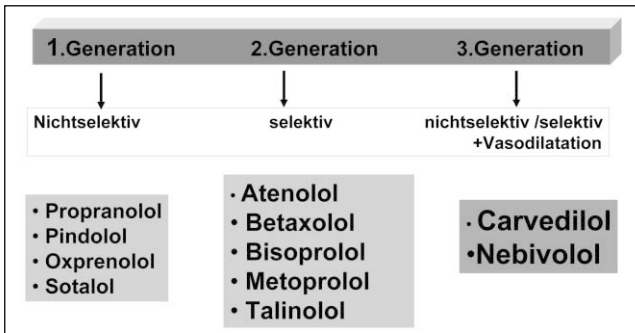 1.Generation 2.Generation 3.Generation
Nichtselektiv selektiv nichtselektiv /selektiv
+Vasodilatation
• Propranolol
• Pindolol
• Oxprenolol
• Sotalol
· Atenolol
• Betaxolol
• Bisoprolol
• Metoprolol
• Talinolol
· Carvedilol
•Nebivolol